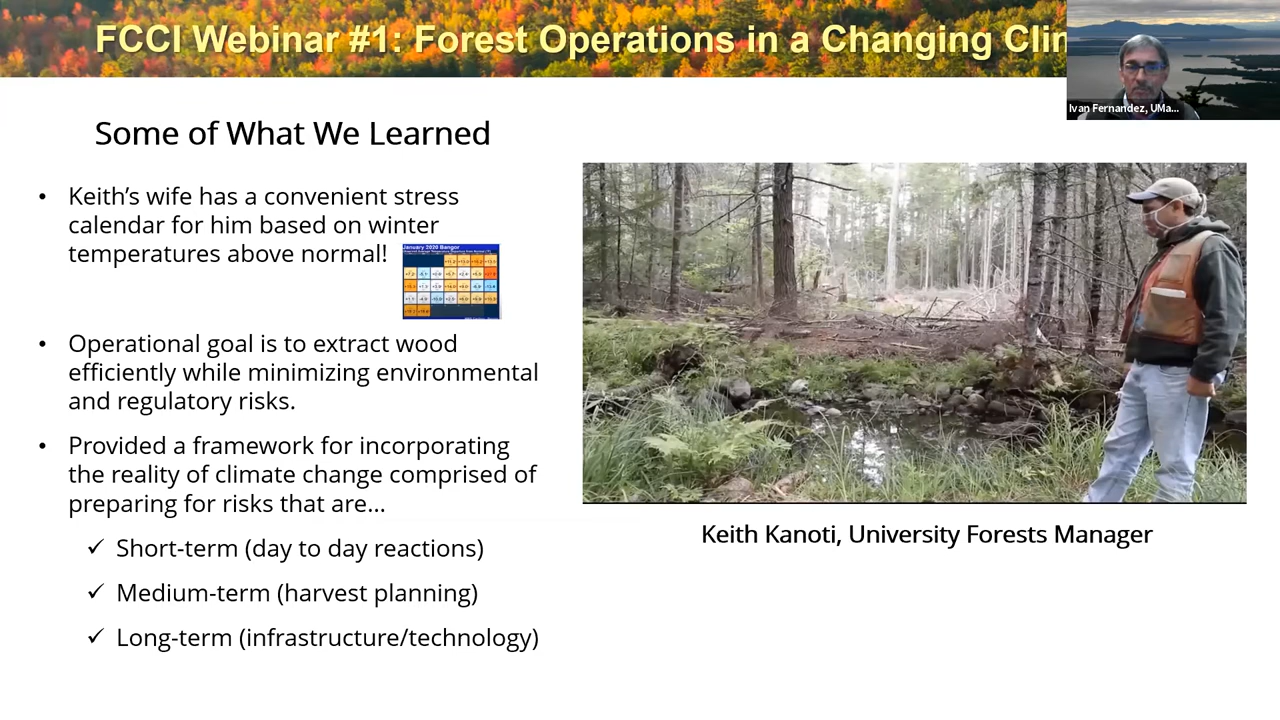 FCCI Webinar #1: Forest Operations in a Changing Clim
Ivan Fernandez, UMa...
Some of What We Learned
• Keith's wife has a convenient stress
calendar for him based on winter
temperatures above normal!
January 2020 Bangor
• Operational goal is to extract wood
efficiently while minimizing environmental
and regulatory risks.
• Provided a framework for incorporating
the reality of climate change comprised of
preparing for risks that are...
✓ Short-term (day to day reactions)
✓ Medium-term (harvest planning)
✓ Long-term (infrastructure/technology)
Keith Kanoti, University Forests Manager